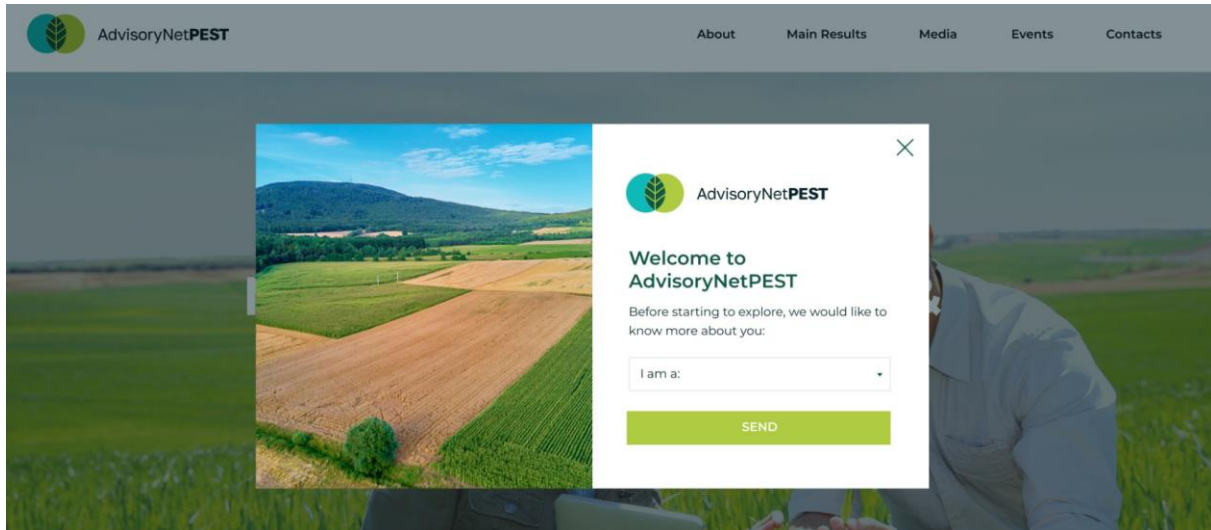 AdvisoryNetPEST
About
Main Results
Media
Events
Contacts
AdvisoryNetPEST
Welcome to
AdvisoryNetPEST
Before starting to explore, we would like to
know more about you:
I am a:
SEND